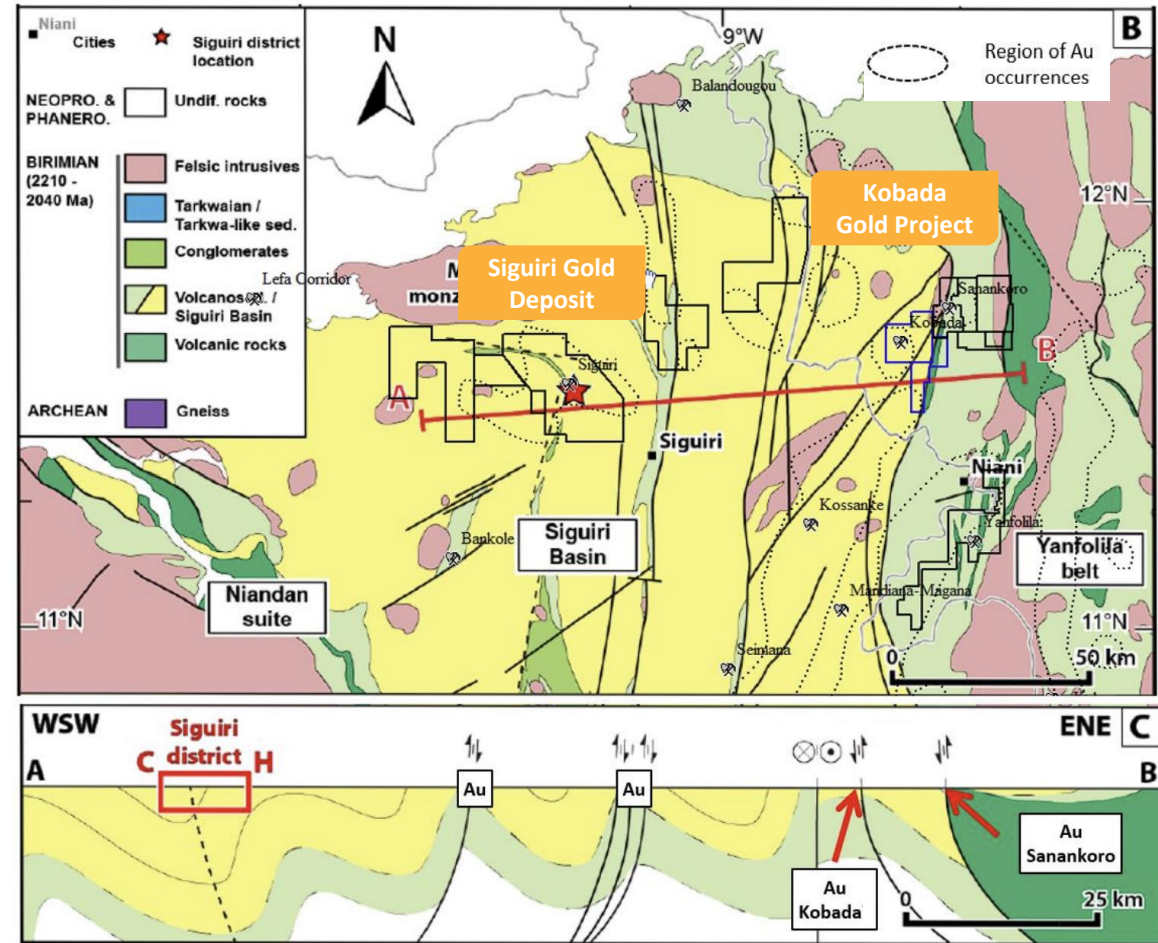 Niani
Cities
Siguiri district
location
NEOPRO. &
PHANERO.
Undif. rocks
BIRIMIAN
(2210 -
2040 Ma)
Felsic intrusives
Tarkwaian /
Tarkwa-like sed.
Conglomerates
Lefa Corridor
Siguiri Basin
Volcanic rocks
ARCHEAN
Gneiss
N
9°W
B
Region of Au
occurrences
Balandougou
12°N
Kobada
Gold Project
Siguiri Gold
Deposit
Sanankoro
Kobada
Siguiri
A
B
Siguiri
Niani
Kossanke
Yanfolila
Bankole
Siguiri
Basin
Yanfolila
belt
Niandan
suite
Mandiana-Magana
11°N
11°N
Seintana
0
50 km
WSW
Siguiri
district
ENE
C
A
C
H
B
Au
Au
Au
Sanankoro
Au
Kobada
0
25 km